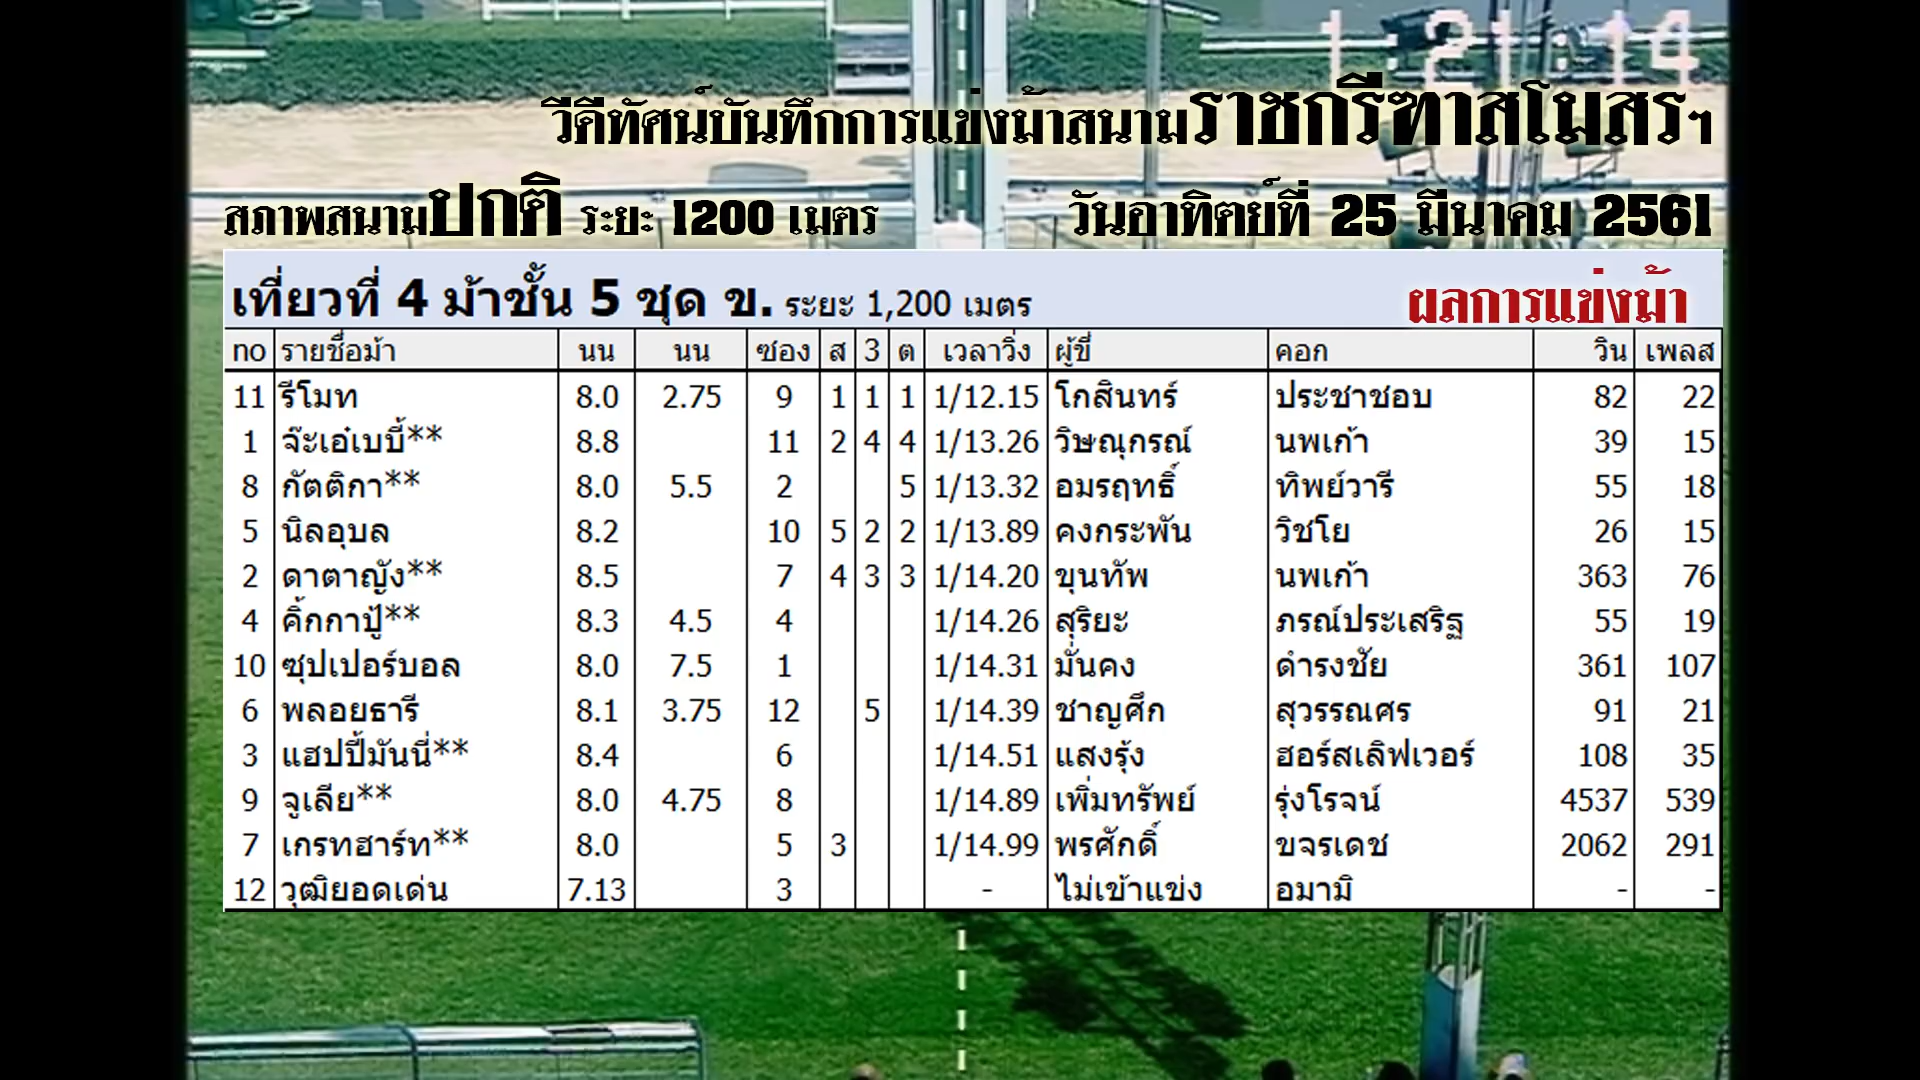 1:21:14
วีดีทัศน์บันทึกการแข่งม้าสนามราชกรีฑาสโมสรฯ
สภาพสนามปกติ ระยะ 1200 เมตร วันอาทิตย์ที่ 25 มีนาคม 2561
เที่ยวที่ 4 ม้าชั้น 5 ชุด ข. ระยะ 1,200 เมตร ผลการแข่งม้า
no รายชื่อม้า นน นน ซอง ส 3 ต เวลาวิ่ง ผู้ขี่ คอก วิน เพลส
11 รีโมท 8.0 2.75 9 1 1 1 1/12.15 โกสินทร์ ประชาชอบ 82 22
1 จ๊ะเอ๋เบบี้** 8.8 11 2 4 4 1/13.26 วิษณุกรณ์ นพเก้า 39 15
8 กัตติกา** 8.0 5.5 2 5 1/13.32 อมรฤทธิ์ ทิพย์วารี 55 18
5 นิลอุบล 8.2 10 5 2 2 1/13.89 คงกระพัน วิชโย 26 15
2 ดาตาญัง** 8.5 7 4 3 3 1/14.20 ขุนทัพ นพเก้า 363 76
4 คิ้กกาปู๋** 8.3 4.5 4 1/14.26 สุริยะ ภรณ์ประเสริฐ 55 19
10 ซุปเปอร์บอล 8.0 7.5 1 1/14.31 มั่นคง ดำรงชัย 361 107
6 พลอยธารี 8.1 3.75 12 5 1/14.39 ชาญศึก สุวรรณศร 91 21
3 แฮปปี้มันนี่** 8.4 6 1/14.51 แสงรุ้ง ฮอร์สเลิฟเวอร์ 108 35
9 จูเลีย** 8.0 4.75 8 1/14.89 เพิ่มทรัพย์ รุ่งโรจน์ 4537 539
7 เกรทฮาร์ท** 8.0 5 3 1/14.99 พรศักดิ์ ขจรเดช 2062 291
12 วุฒิยอดเด่น 7.13 3 - ไม่เข้าแข่ง อมามิ - -